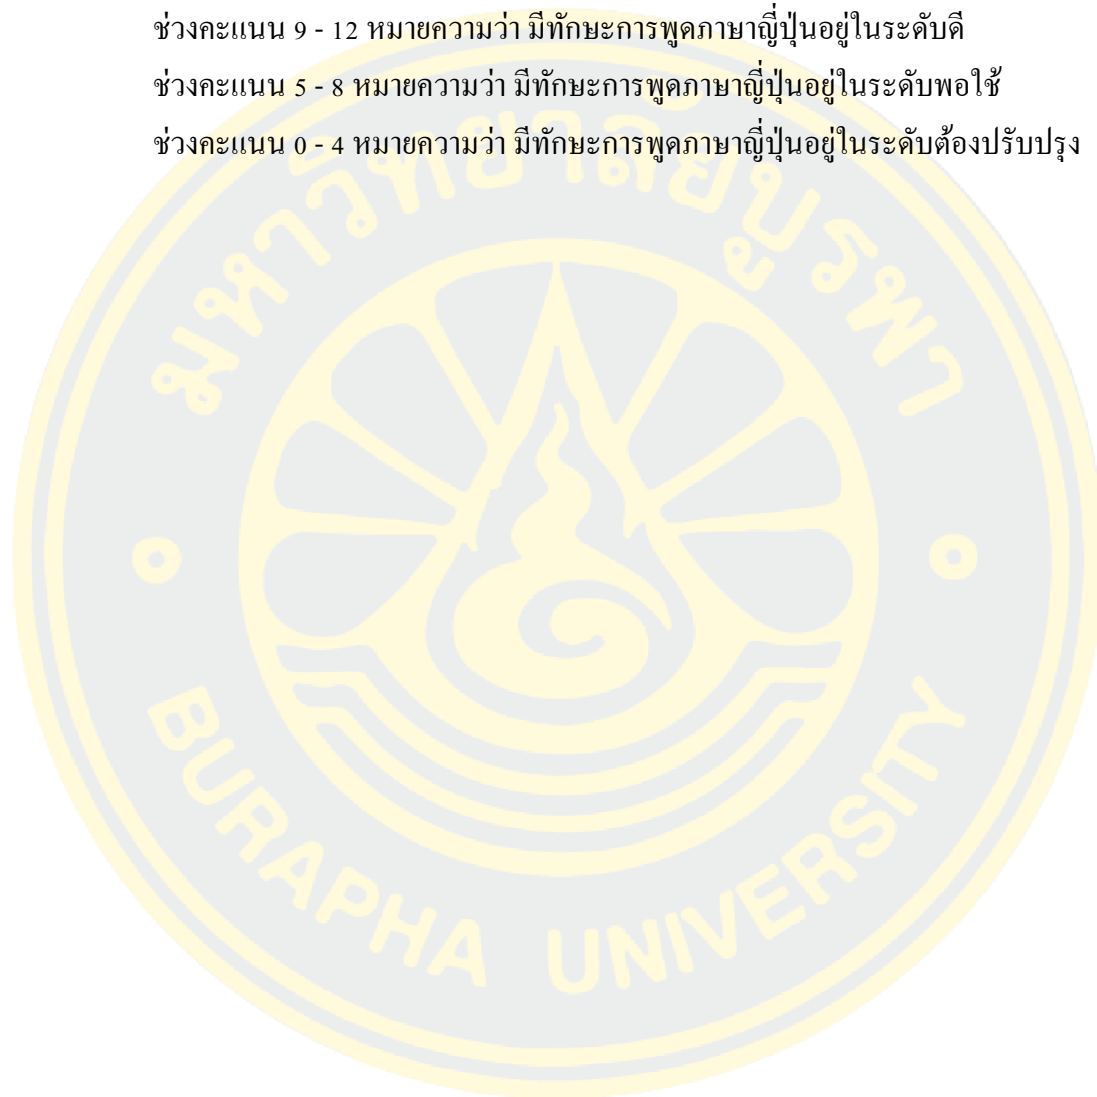 ช่วงคะแนน 9 - 12 หมายความว่า มีทักษะการพูดภาษาญี่ปุ่นอยู่ในระดับดี
ช่วงคะแนน 5 - 8 หมายความว่า มีทักษะการพูดภาษาญี่ปุ่นอยู่ในระดับพอใช้
ช่วงคะแนน 0 - 4 หมายความว่า มีทักษะการพูดภาษาญี่ปุ่นอยู่ในระดับต้องปรับปรุง
มหาวิทยาลัยบูรพา
BURAPHA UNIVERSITY